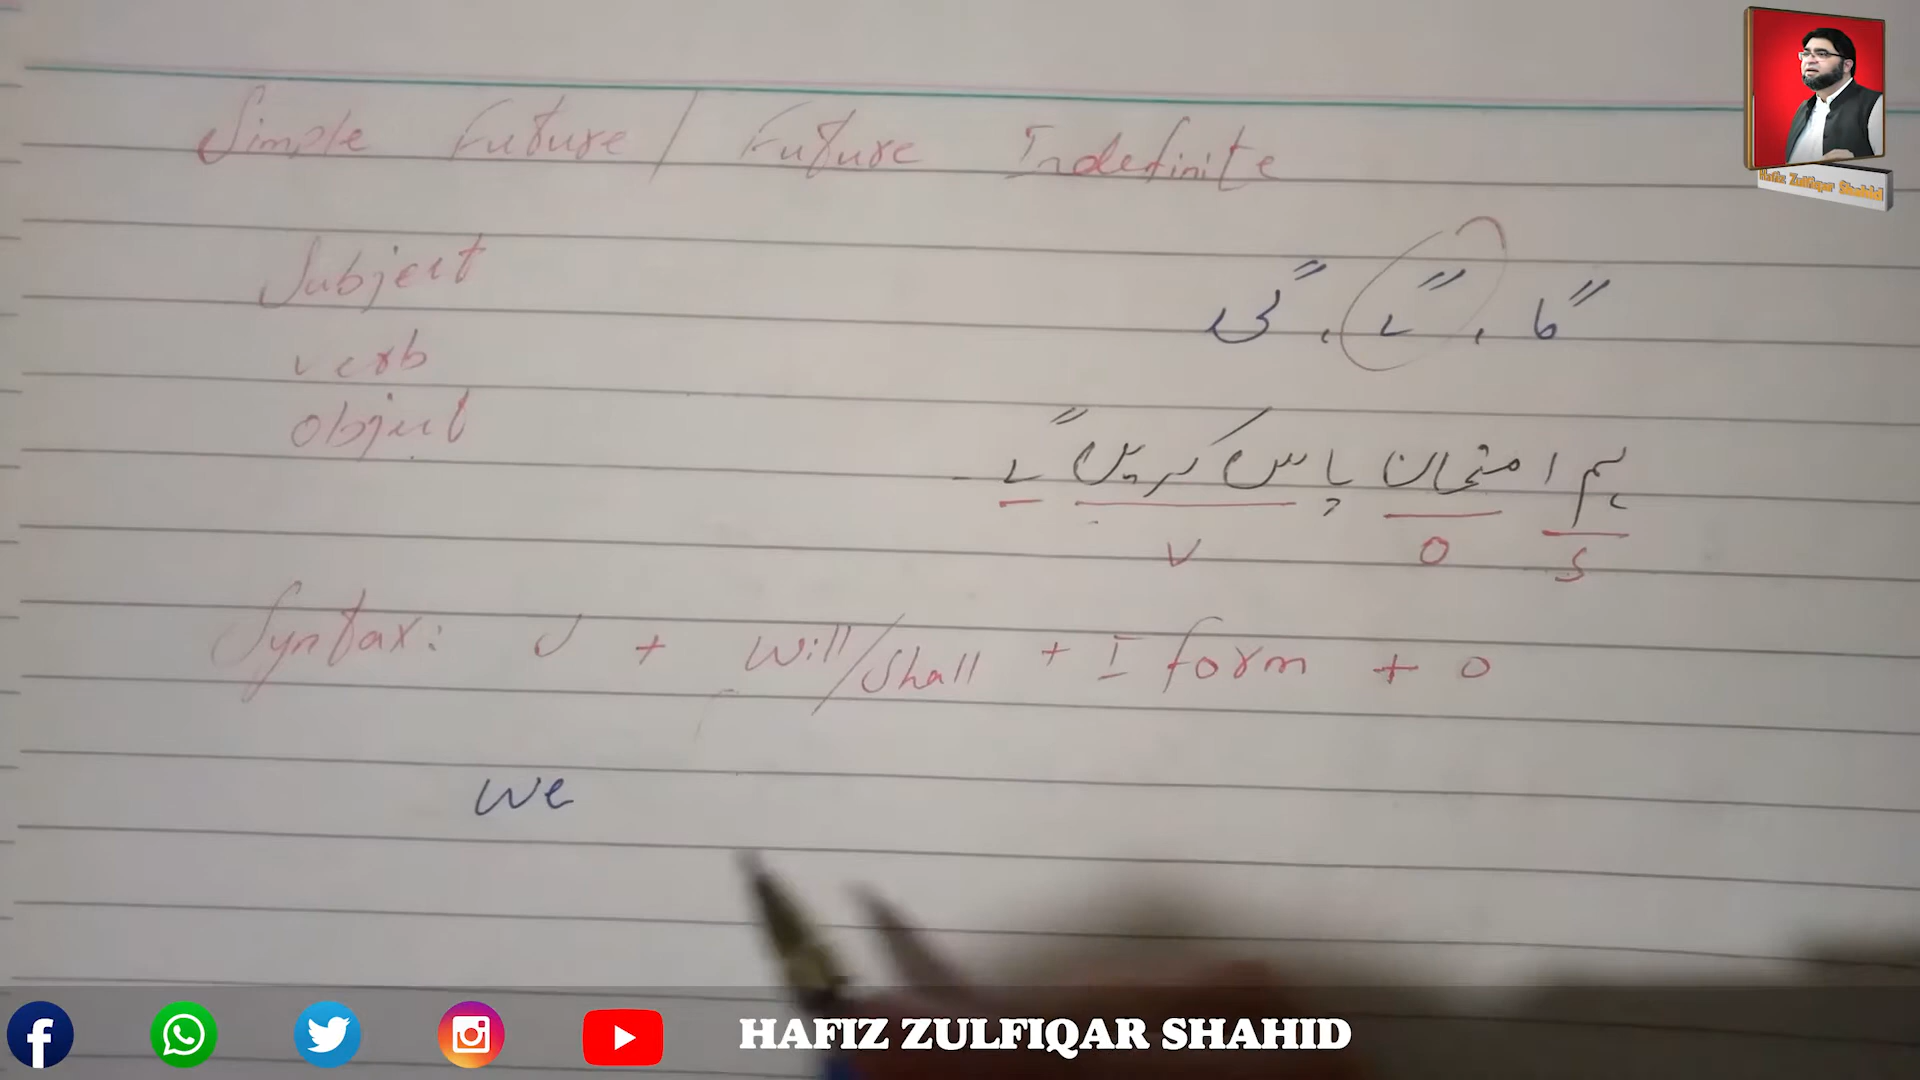 Simple Future / Future Indefinite
Subject
گا ، گے ، گی
verb
object
ہم امتحان پاس کریں گے -
V O S
Syntax: S + Will/Shall + I form + O
We
Hafiz Zulfiqar Shahid
HAFIZ ZULFIQAR SHAHID